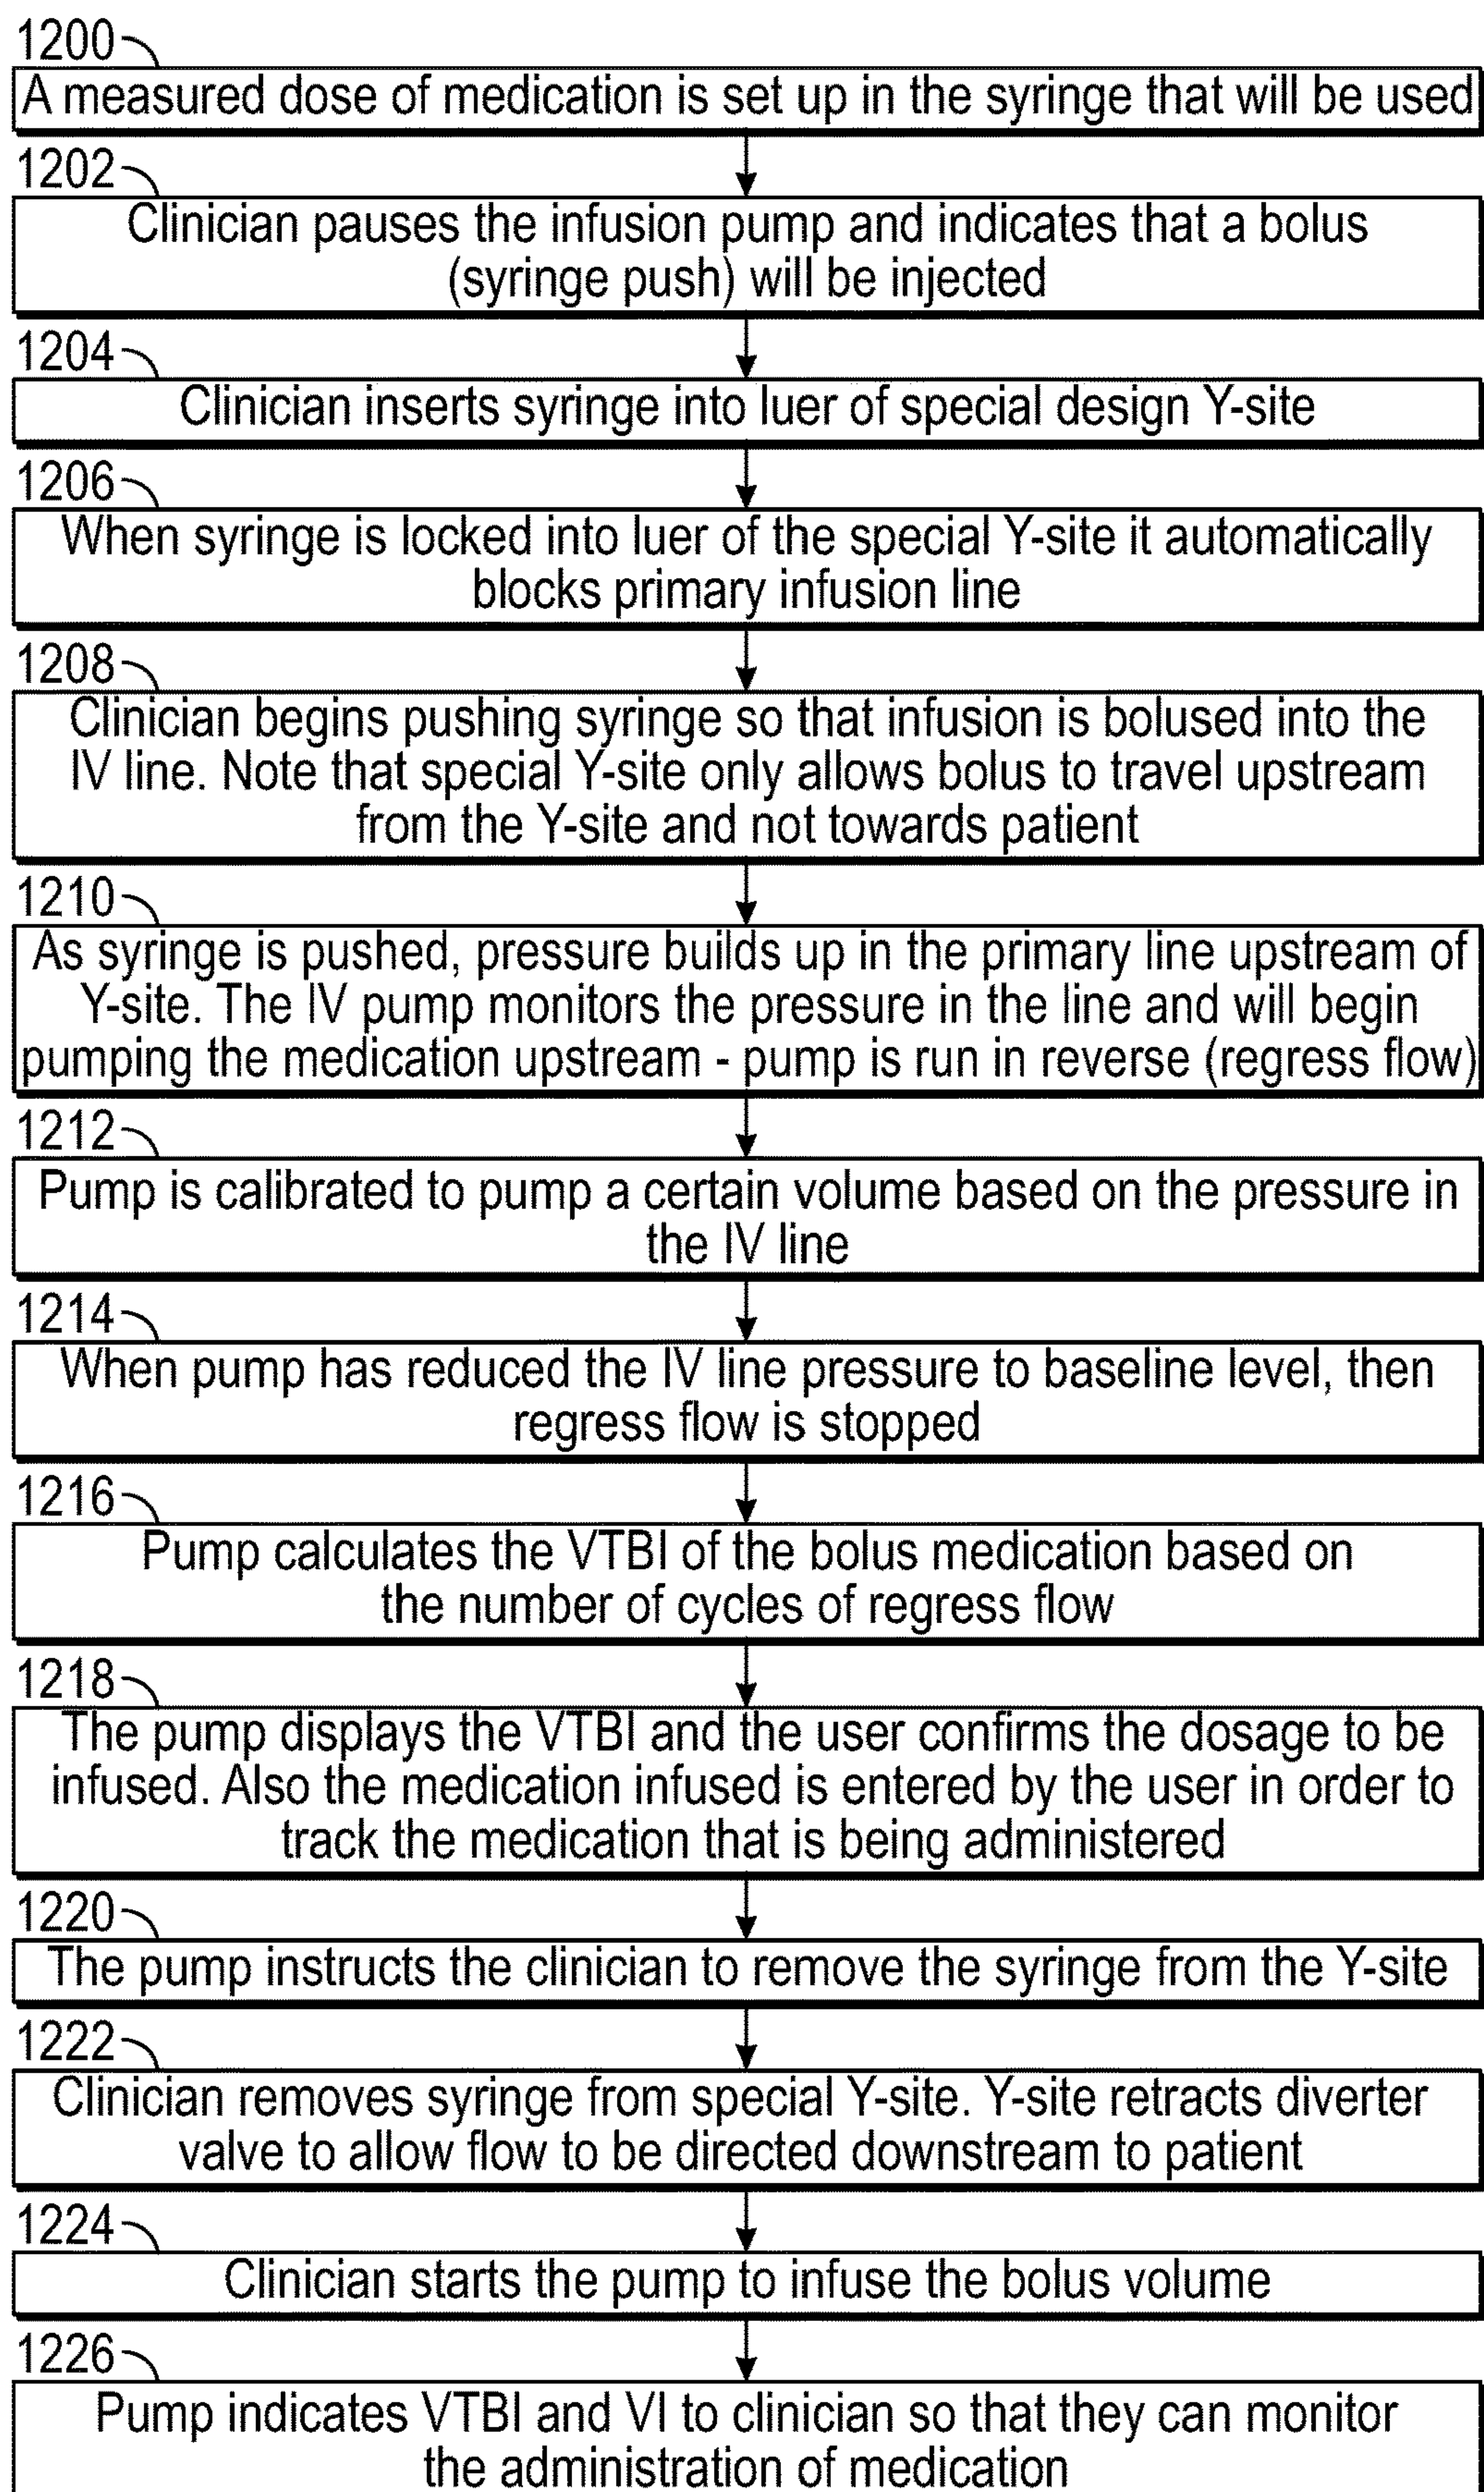 1200
A measured dose of medication is set up in the syringe that will be used
1202
Clinician pauses the infusion pump and indicates that a bolus
(syringe push) will be injected
1204
Clinician inserts syringe into luer of special design Y-site
1206
When syringe is locked into luer of the special Y-site it automatically
blocks primary infusion line
1208
Clinician begins pushing syringe so that infusion is bolused into the
IV line. Note that special Y-site only allows bolus to travel upstream
from the Y-site and not towards patient
1210
As syringe is pushed, pressure builds up in the primary line upstream of
Y-site. The IV pump monitors the pressure in the line and will begin
pumping the medication upstream - pump is run in reverse (regress flow)
1212
Pump is calibrated to pump a certain volume based on the pressure in
the IV line
1214
When pump has reduced the IV line pressure to baseline level, then
regress flow is stopped
1216
Pump calculates the VTBI of the bolus medication based on
the number of cycles of regress flow
1218
The pump displays the VTBI and the user confirms the dosage to be
infused. Also the medication infused is entered by the user in order to
track the medication that is being administered
1220
The pump instructs the clinician to remove the syringe from the Y-site
1222
Clinician removes syringe from special Y-site. Y-site retracts diverter
valve to allow flow to be directed downstream to patient
1224
Clinician starts the pump to infuse the bolus volume
1226
Pump indicates VTBI and VI to clinician so that they can monitor
the administration of medication